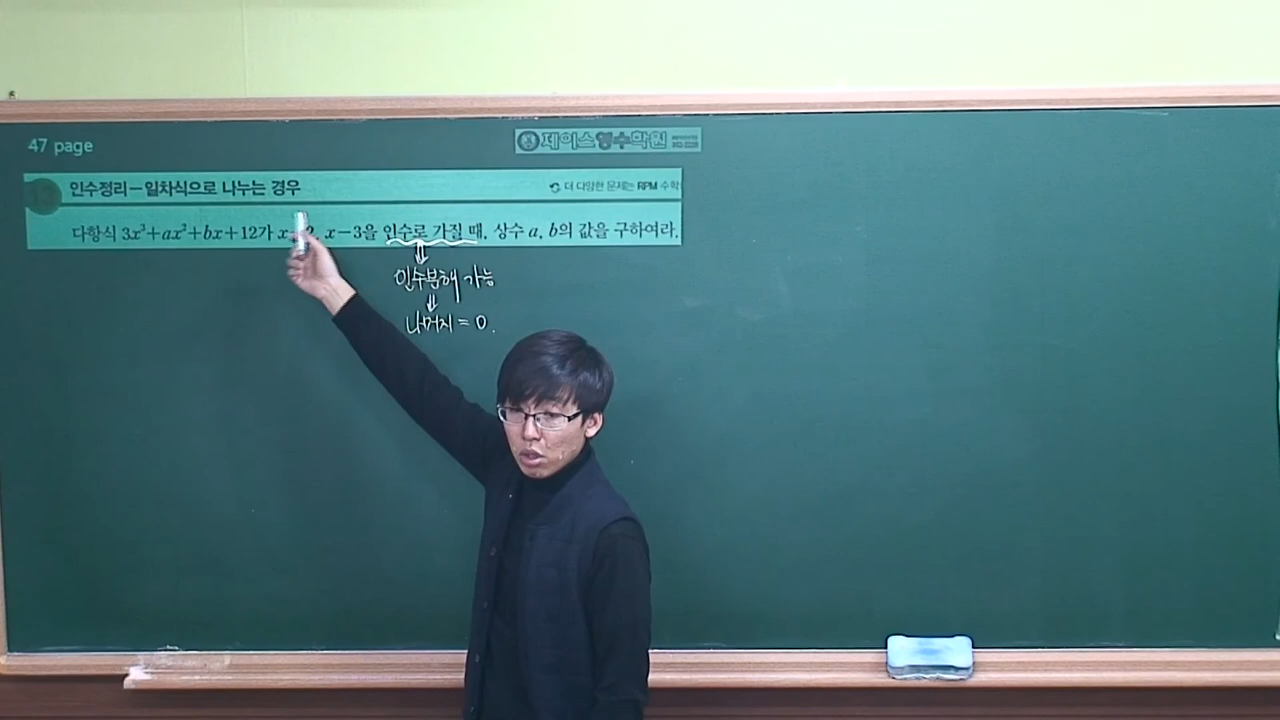 47 page
제이스영수학원
인수정리-일차식으로 나누는 경우
더 다양한 문제는 RPM 수학
다항식 3x³+ax²+bx+12가 x 2, x-3을 인수로 가질 때, 상수 a, b의 값을 구하여라.
인수분해 가능
나머지 = 0.